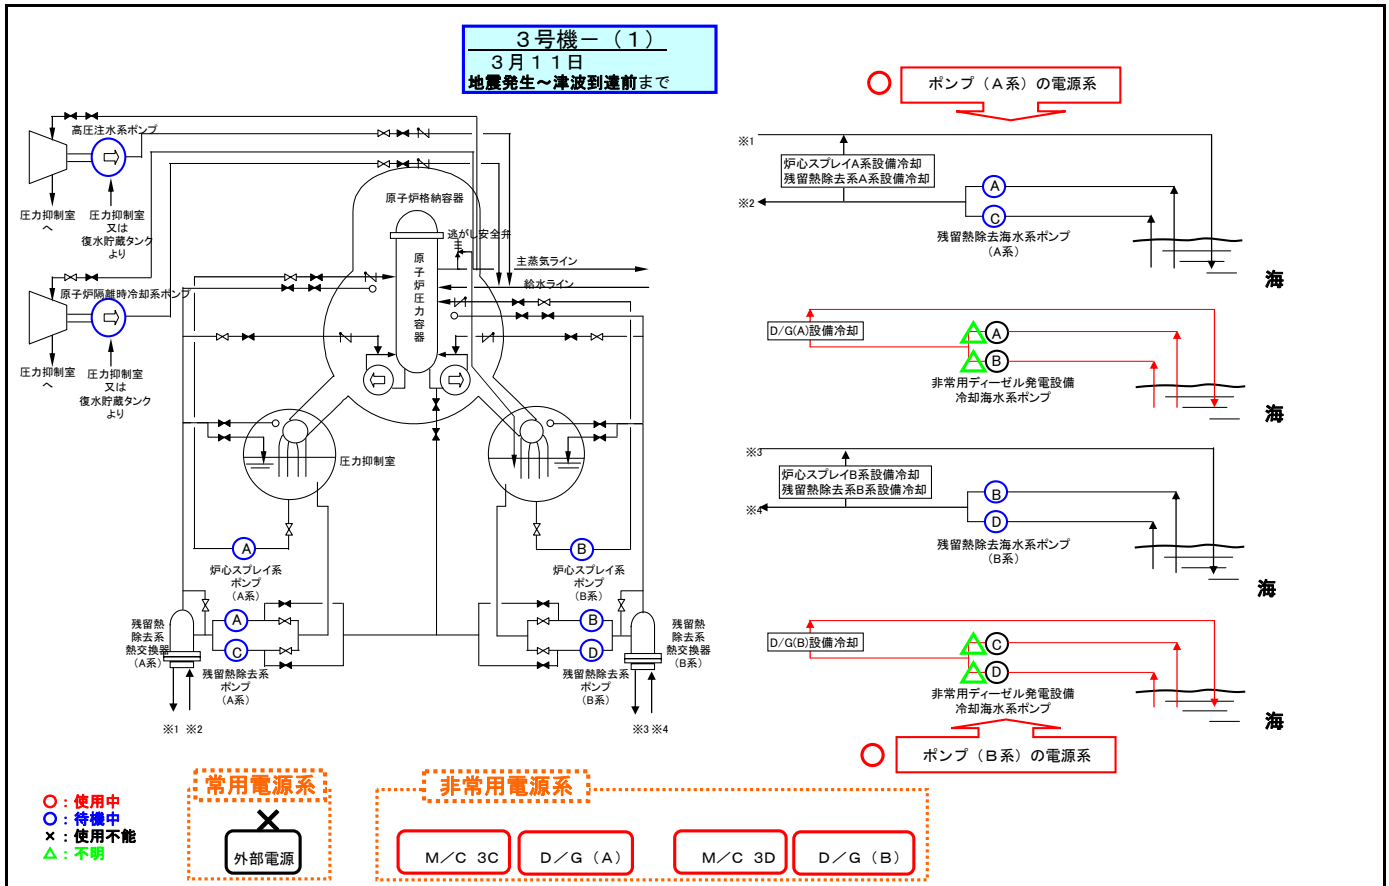 ３号機－（１）
３月１１日
地震発生～津波到達前まで
ポンプ（Ａ系）の電源系
高圧注水系ポンプ
圧力抑制室
へ
圧力抑制室
又は
復水貯蔵タンク
より
原子炉隔離時冷却系ポンプ
圧力抑制室
へ
圧力抑制室
又は
復水貯蔵タンク
より
原子炉格納容器
逃がし安全弁
原子炉圧力容器
主蒸気ライン
給水ライン
圧力抑制室
A
炉心スプレイ系
ポンプ
（A系）
B
炉心スプレイ系
ポンプ
（B系）
残留熱
除去系
熱交換器
（A系）
A
C
残留熱除去系
ポンプ
（A系）
B
D
残留熱除去系
ポンプ
（B系）
残留熱
除去系
熱交換器
（B系）
※1 ※2
※3 ※4
※1
炉心スプレイA系設備冷却
残留熱除去系A系設備冷却
※2
A
C
残留熱除去海水系ポンプ
（A系）
海
D/G(A)設備冷却
A
B
非常用ディーゼル発電設備
冷却海水系ポンプ
海
※3
炉心スプレイB系設備冷却
残留熱除去系B系設備冷却
※4
B
D
残留熱除去海水系ポンプ
（B系）
海
D/G(B)設備冷却
C
D
非常用ディーゼル発電設備
冷却海水系ポンプ
海
ポンプ（Ｂ系）の電源系
○：使用中
○：待機中
×：使用不能
△：不明
常用電源系
×
外部電源
非常用電源系
Ｍ／Ｃ 3Ｃ
Ｄ／Ｇ（Ａ）
Ｍ／Ｃ 3Ｄ
Ｄ／Ｇ（Ｂ）